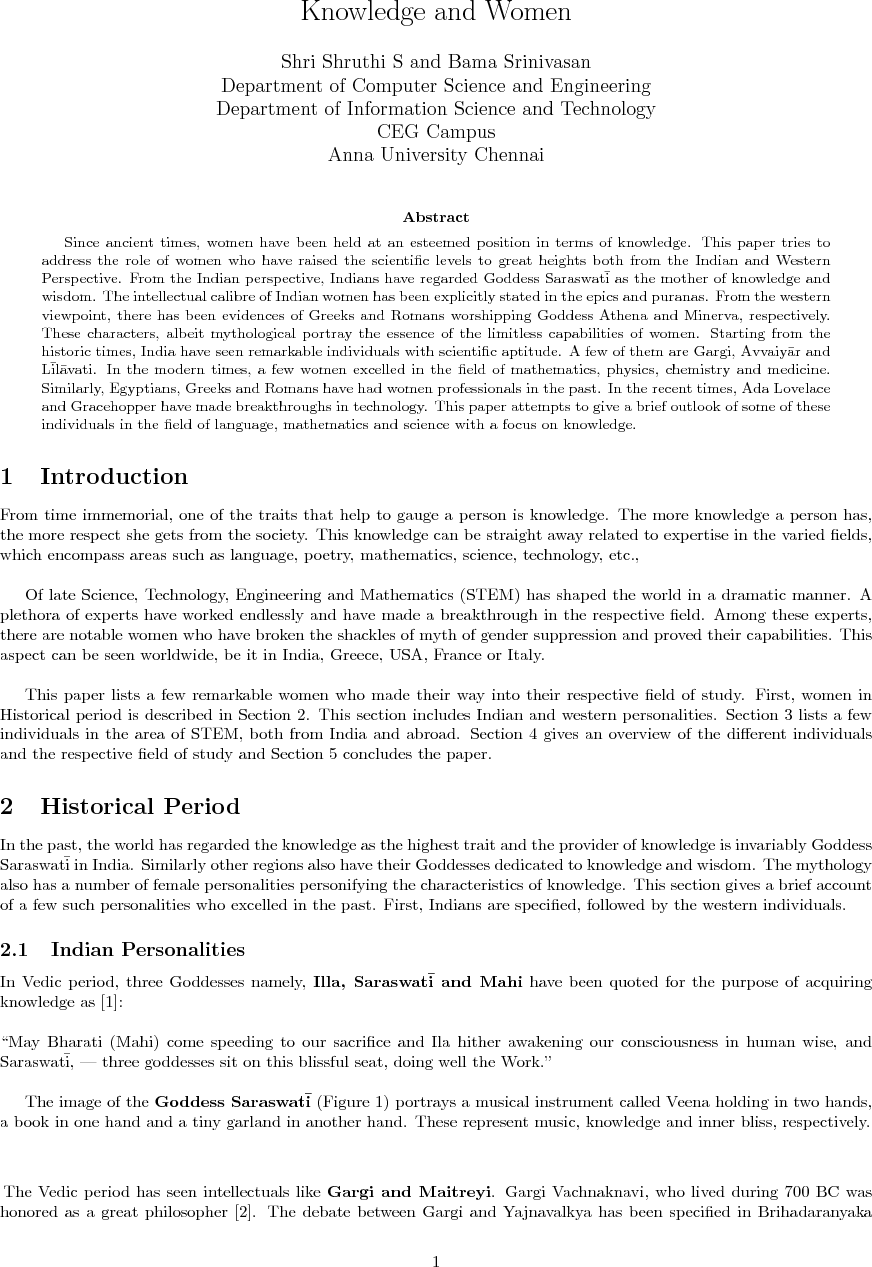 Knowledge and Women
Shri Shruthi S and Bama Srinivasan
Department of Computer Science and Engineering
Department of Information Science and Technology
CEG Campus
Anna University Chennai
Abstract
Since ancient times, women have been held at an esteemed position in terms of knowledge. This paper tries to
address the role of women who have raised the scientific levels to great heights both from the Indian and Western
Perspective. From the Indian perspective, Indians have regarded Goddess Saraswatī as the mother of knowledge and
wisdom. The intellectual calibre of Indian women has been explicitly stated in the epics and puranas. From the western
viewpoint, there has been evidences of Greeks and Romans worshipping Goddess Athena and Minerva, respectively.
These characters, albeit mythological portray the essence of the limitless capabilities of women. Starting from the
historic times, India have seen remarkable individuals with scientific aptitude. A few of them are Gargi, Avvaiyār and
Līlāvati. In the modern times, a few women excelled in the field of mathematics, physics, chemistry and medicine.
Similarly, Egyptians, Greeks and Romans have had women professionals in the past. In the recent times, Ada Lovelace
and Gracehopper have made breakthroughs in technology. This paper attempts to give a brief outlook of some of these
individuals in the field of language, mathematics and science with a focus on knowledge.
1 Introduction
From time immemorial, one of the traits that help to gauge a person is knowledge. The more knowledge a person has,
the more respect she gets from the society. This knowledge can be straight away related to expertise in the varied fields,
which encompass areas such as language, poetry, mathematics, science, technology, etc.,
Of late Science, Technology, Engineering and Mathematics (STEM) has shaped the world in a dramatic manner. A
plethora of experts have worked endlessly and have made a breakthrough in the respective field. Among these experts,
there are notable women who have broken the shackles of myth of gender suppression and proved their capabilities. This
aspect can be seen worldwide, be it in India, Greece, USA, France or Italy.
This paper lists a few remarkable women who made their way into their respective field of study. First, women in
Historical period is described in Section 2. This section includes Indian and western personalities. Section 3 lists a few
individuals in the area of STEM, both from India and abroad. Section 4 gives an overview of the different individuals
and the respective field of study and Section 5 concludes the paper.
2 Historical Period
In the past, the world has regarded the knowledge as the highest trait and the provider of knowledge is invariably Goddess
Saraswatī in India. Similarly other regions also have their Goddesses dedicated to knowledge and wisdom. The mythology
also has a number of female personalities personifying the characteristics of knowledge. This section gives a brief account
of a few such personalities who excelled in the past. First, Indians are specified, followed by the western individuals.
2.1 Indian Personalities
In Vedic period, three Goddesses namely, Illa, Saraswatī and Mahi have been quoted for the purpose of acquiring
knowledge as [1]:
“May Bharati (Mahi) come speeding to our sacrifice and Ila hither awakening our consciousness in human wise, and
Saraswatī, — three goddesses sit on this blissful seat, doing well the Work.”
The image of the Goddess Saraswatī (Figure 1) portrays a musical instrument called Veena holding in two hands,
a book in one hand and a tiny garland in another hand. These represent music, knowledge and inner bliss, respectively.
The Vedic period has seen intellectuals like Gargi and Maitreyi. Gargi Vachnaknavi, who lived during 700 BC was
honored as a great philosopher [2]. The debate between Gargi and Yajnavalkya has been specified in Brihadaranyaka
1